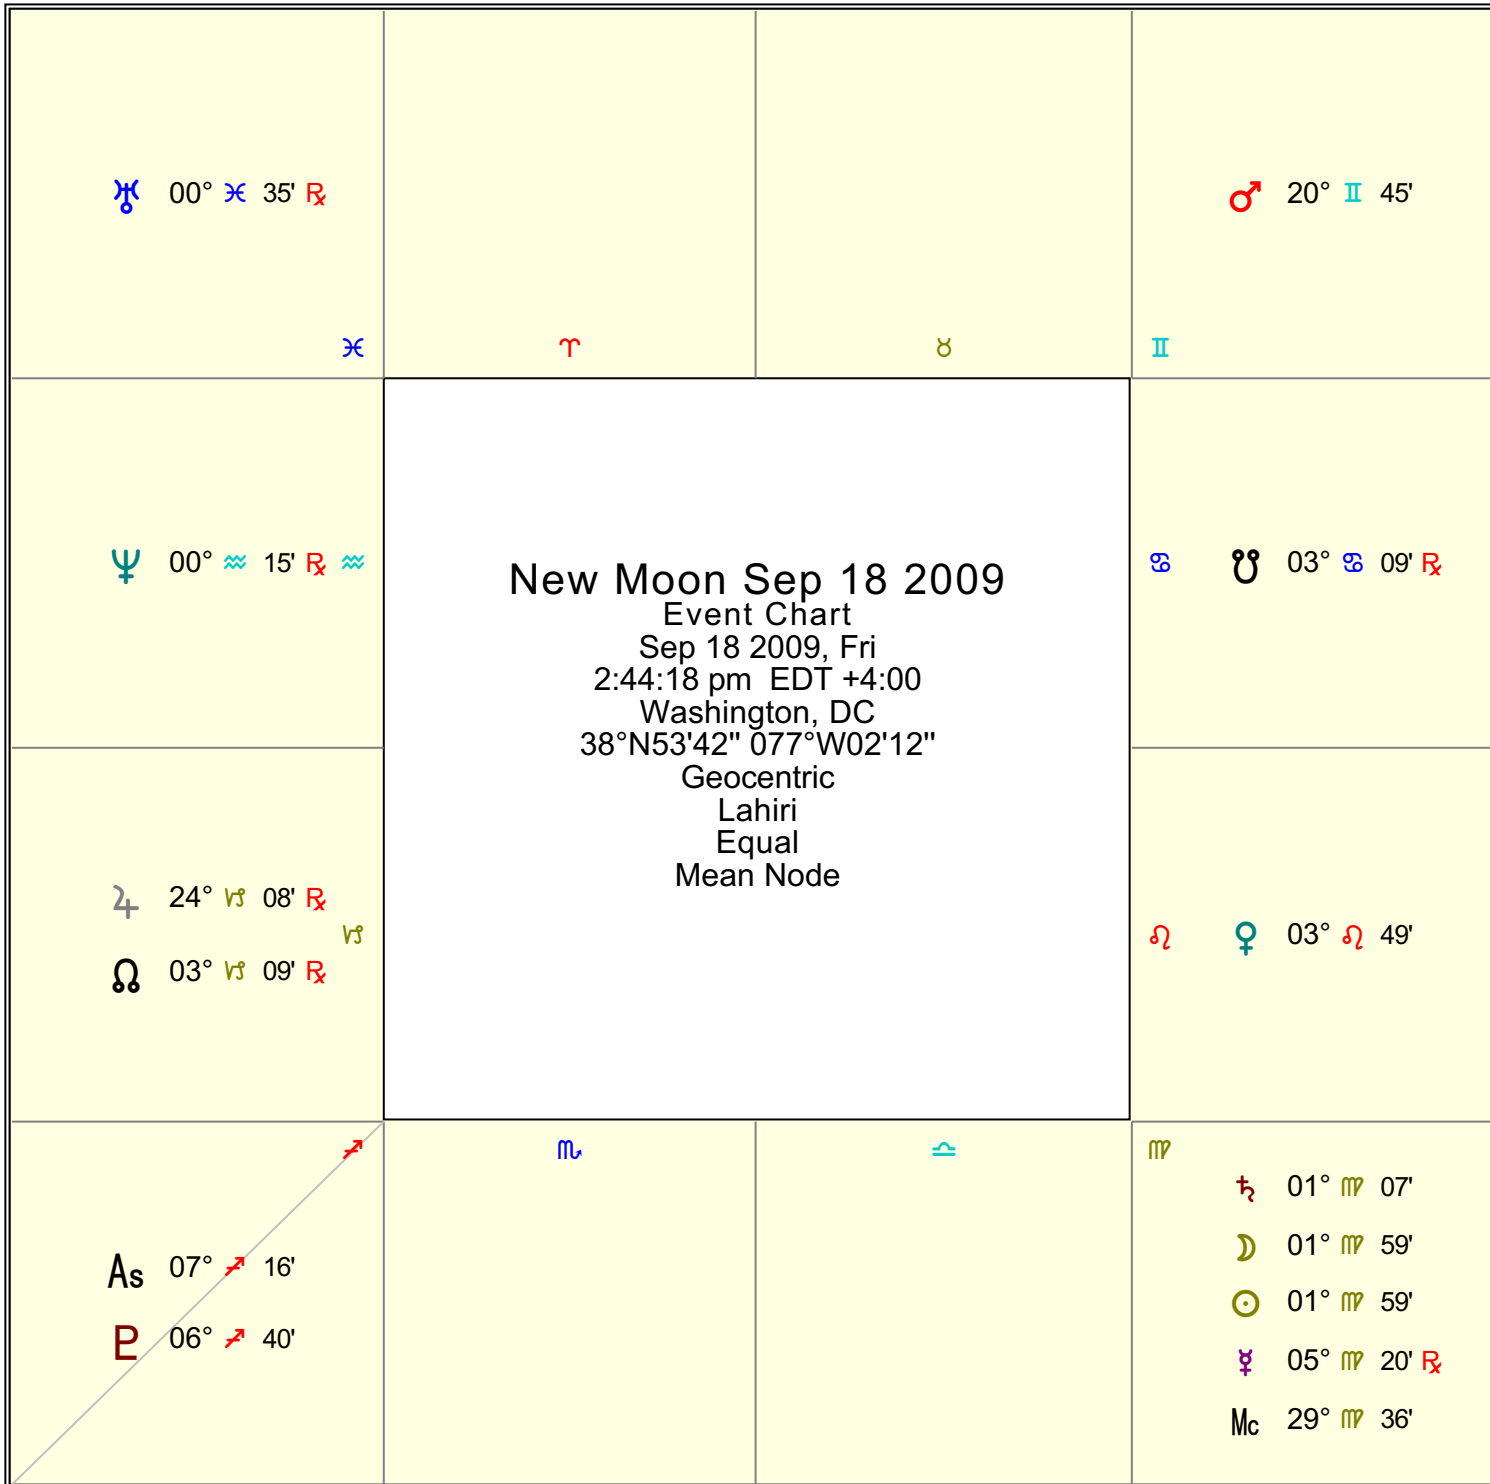 ♅ 00° ♓ 35' ℞
♂ 20° ♊ 45'
♓
♈
♉
♊
♆ 00° ♒ 15' ℞ ♒
New Moon Sep 18 2009
Event Chart
Sep 18 2009, Fri
2:44:18 pm  EDT +4:00
Washington, DC
38°N53'42" 077°W02'12"
Geocentric
Lahiri
Equal
Mean Node
♋ ☋ 03° ♋ 09' ℞
♃ 24° ♑ 08' ℞
♑
☊ 03° ♑ 09' ℞
♌ ♀ 03° ♌ 49'
♐
♏
♎
♍
As 07° ♐ 16'
♇ 06° ♐ 40'
♄ 01° ♍ 07'
☽ 01° ♍ 59'
☉ 01° ♍ 59'
☿ 05° ♍ 20' ℞
Mc 29° ♍ 36'